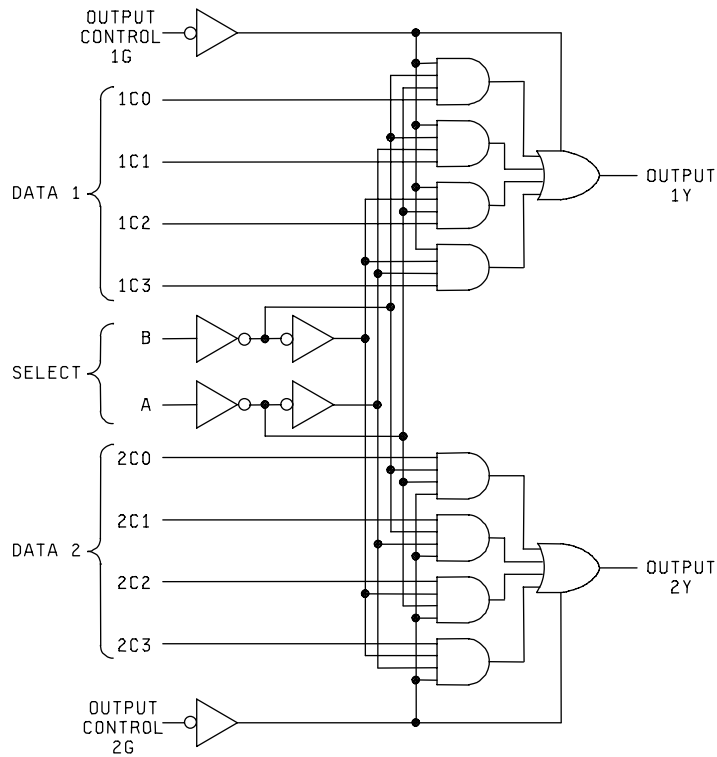 OUTPUT
CONTROL
1G
1C0
1C1
DATA 1
1C2
1C3
OUTPUT
1Y
B
SELECT
A
2C0
2C1
DATA 2
2C2
2C3
OUTPUT
2Y
OUTPUT
CONTROL
2G